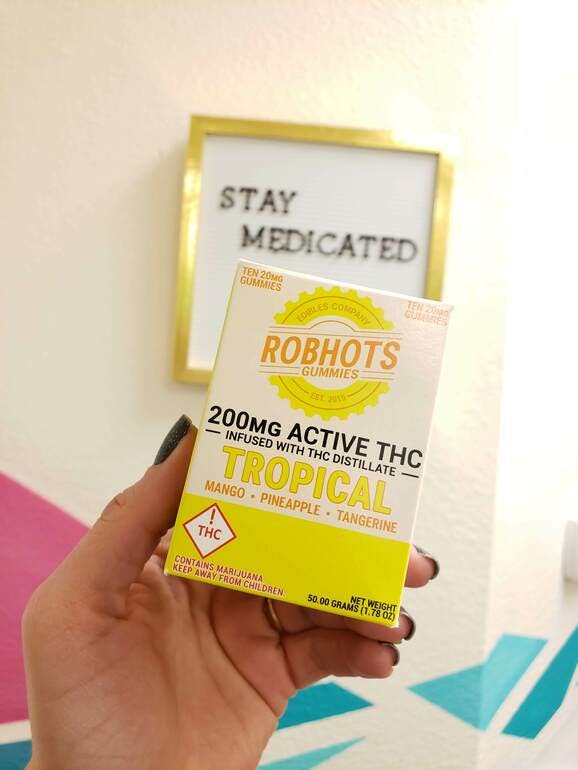 STAY
MEDICATED
TEN 20MG
GUMMIES
TEN 20MG
GUMMIES
EDIBLES COMPANY
ROBHOTS
GUMMIES
EST. 2015
200MG ACTIVE THC
INFUSED WITH THC DISTILLATE
TROPICAL
MANGO • PINEAPPLE • TANGERINE
!
THC
CONTAINS MARIJUANA
KEEP AWAY FROM CHILDREN.
NET WEIGHT
50.00 GRAMS (1.78 OZ)